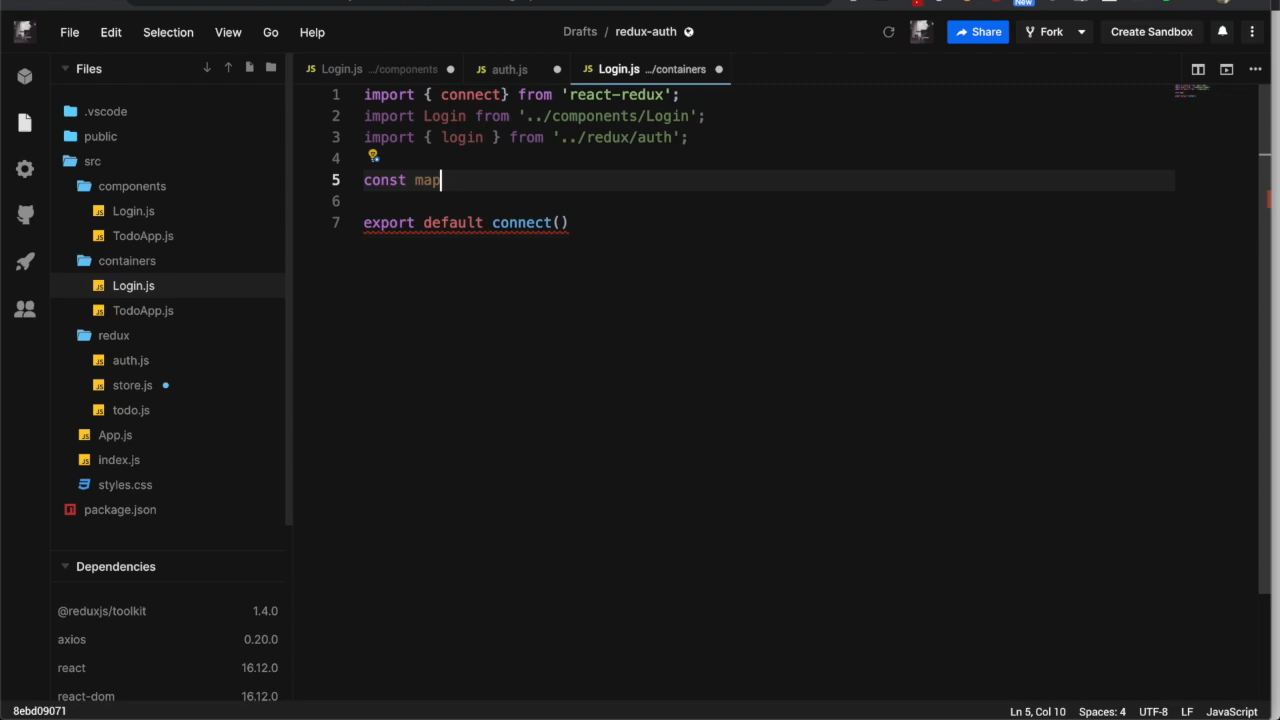 New
File Edit Selection View Go Help
Drafts / redux-auth
Share
Fork
Create Sandbox
Files
Login.js .../components
auth.js
Login.js .../containers
.vscode
public
src
components
Login.js
TodoApp.js
containers
Login.js
TodoApp.js
redux
auth.js
store.js
todo.js
App.js
index.js
styles.css
package.json
Dependencies
@reduxjs/toolkit 1.4.0
axios 0.20.0
react 16.12.0
react-dom 16.12.0
1 import { connect} from 'react-redux';
2 import Login from '../components/Login';
3 import { login } from '../redux/auth';
4
5 const map
6
7 export default connect()
8ebd09071
Ln 5, Col 10 Spaces: 4 UTF-8 LF JavaScript